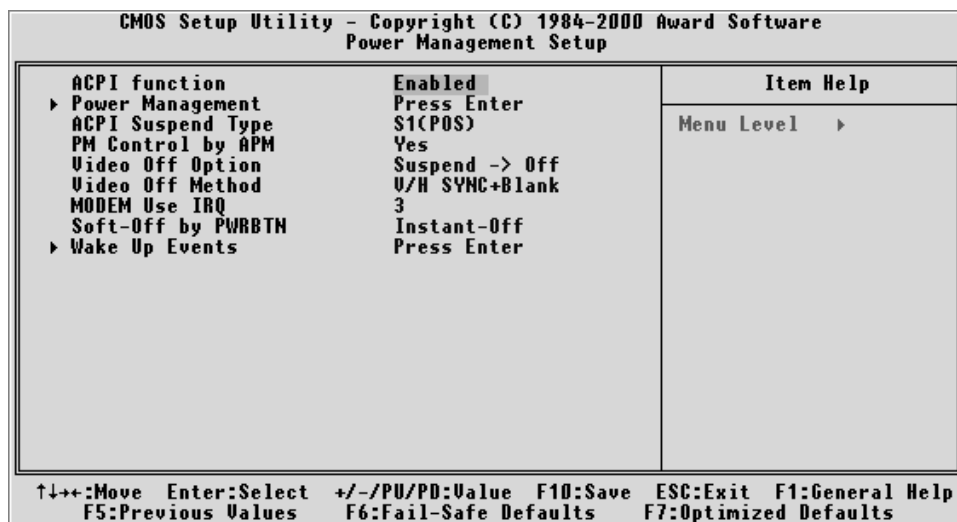 CMOS Setup Utility - Copyright (C) 1984-2000 Award Software
Power Management Setup
ACPI function Enabled
▶ Power Management Press Enter
ACPI Suspend Type S1(POS)
PM Control by APM Yes
Video Off Option Suspend -> Off
Video Off Method V/H SYNC+Blank
MODEM Use IRQ 3
Soft-Off by PWRBTN Instant-Off
▶ Wake Up Events Press Enter
Item Help
Menu Level ▶
↑↓→←:Move Enter:Select +/-/PU/PD:Value F10:Save ESC:Exit F1:General Help
F5:Previous Values F6:Fail-Safe Defaults F7:Optimized Defaults